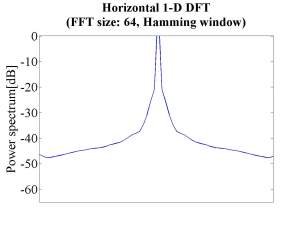 Horizontal 1-D DFT
(FFT size: 64, Hamming window)
Power spectrum[dB]
0
-10
-20
-30
-40
-50
-60